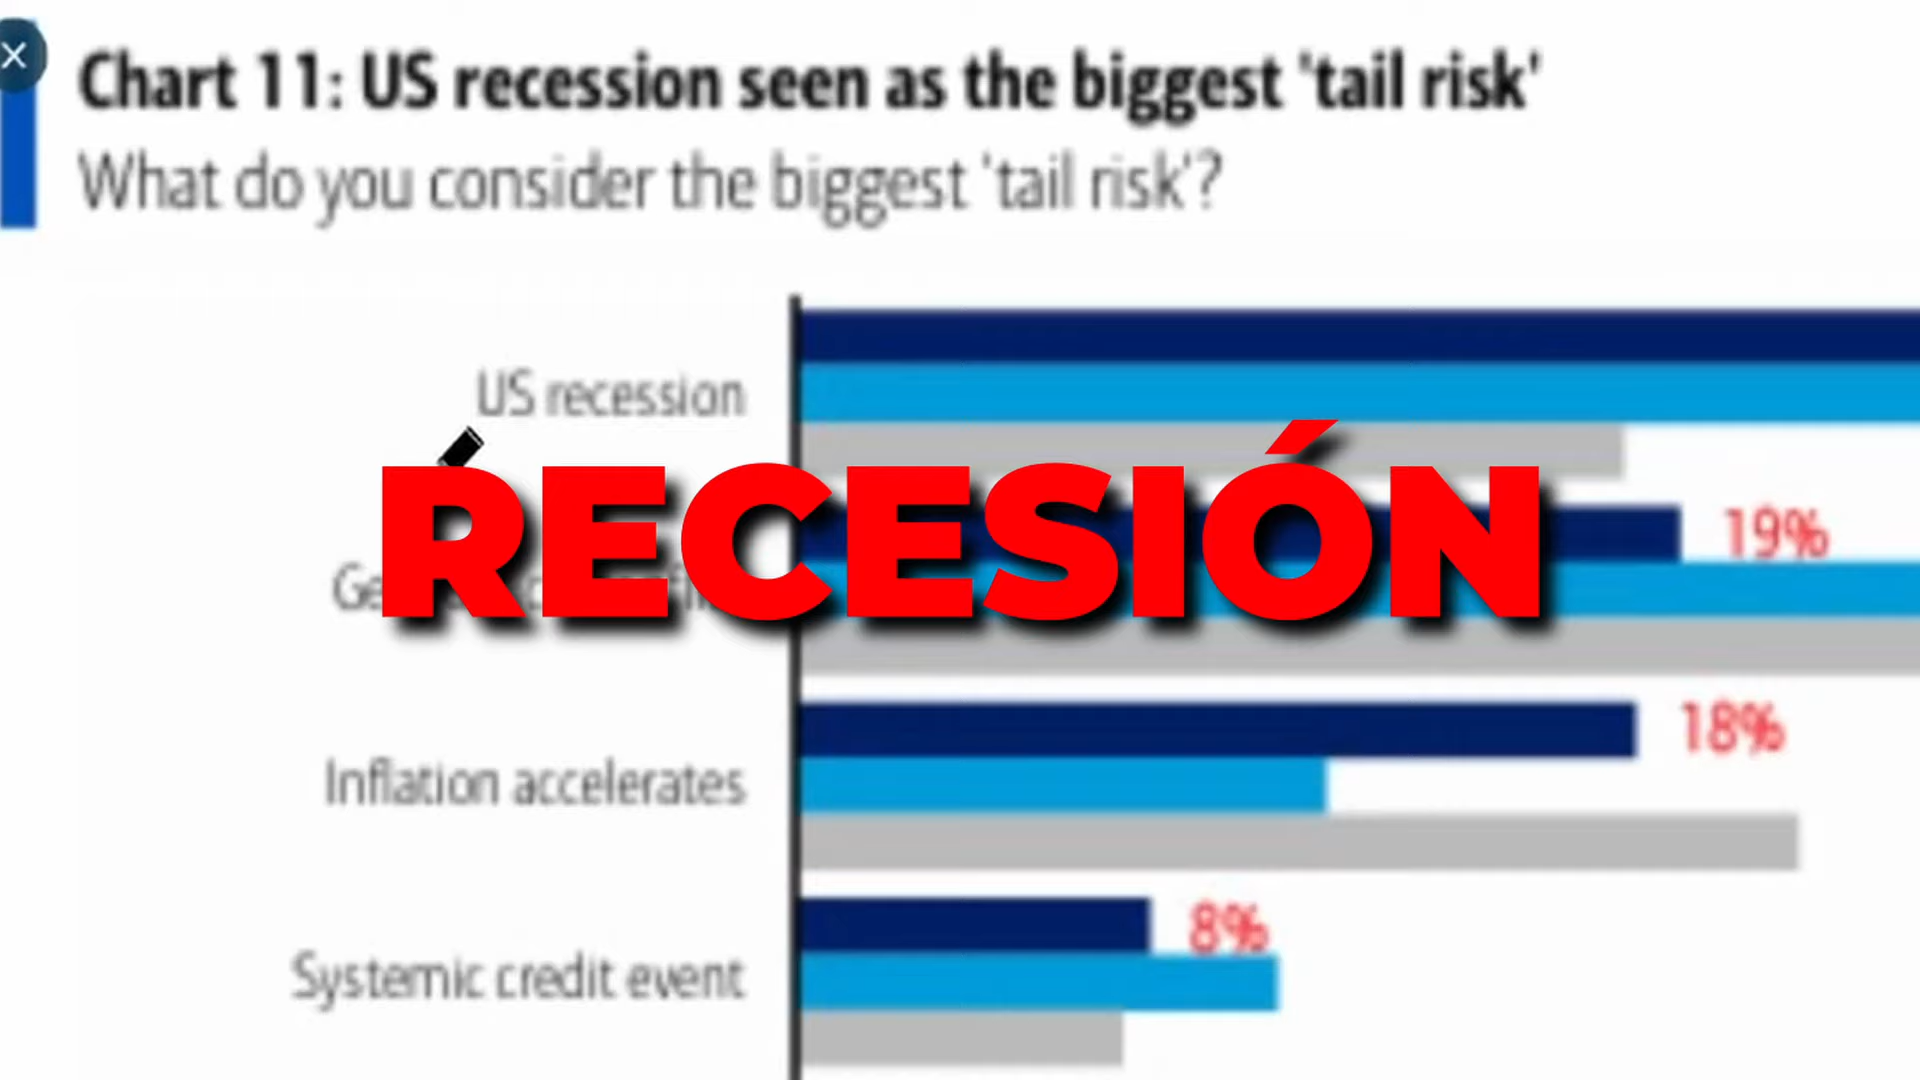 Chart 11: US recession seen as the biggest 'tail risk'
What do you consider the biggest 'tail risk'?
US recession
RECESIÓN
19%
18%
Inflation accelerates
8%
Systemic credit event